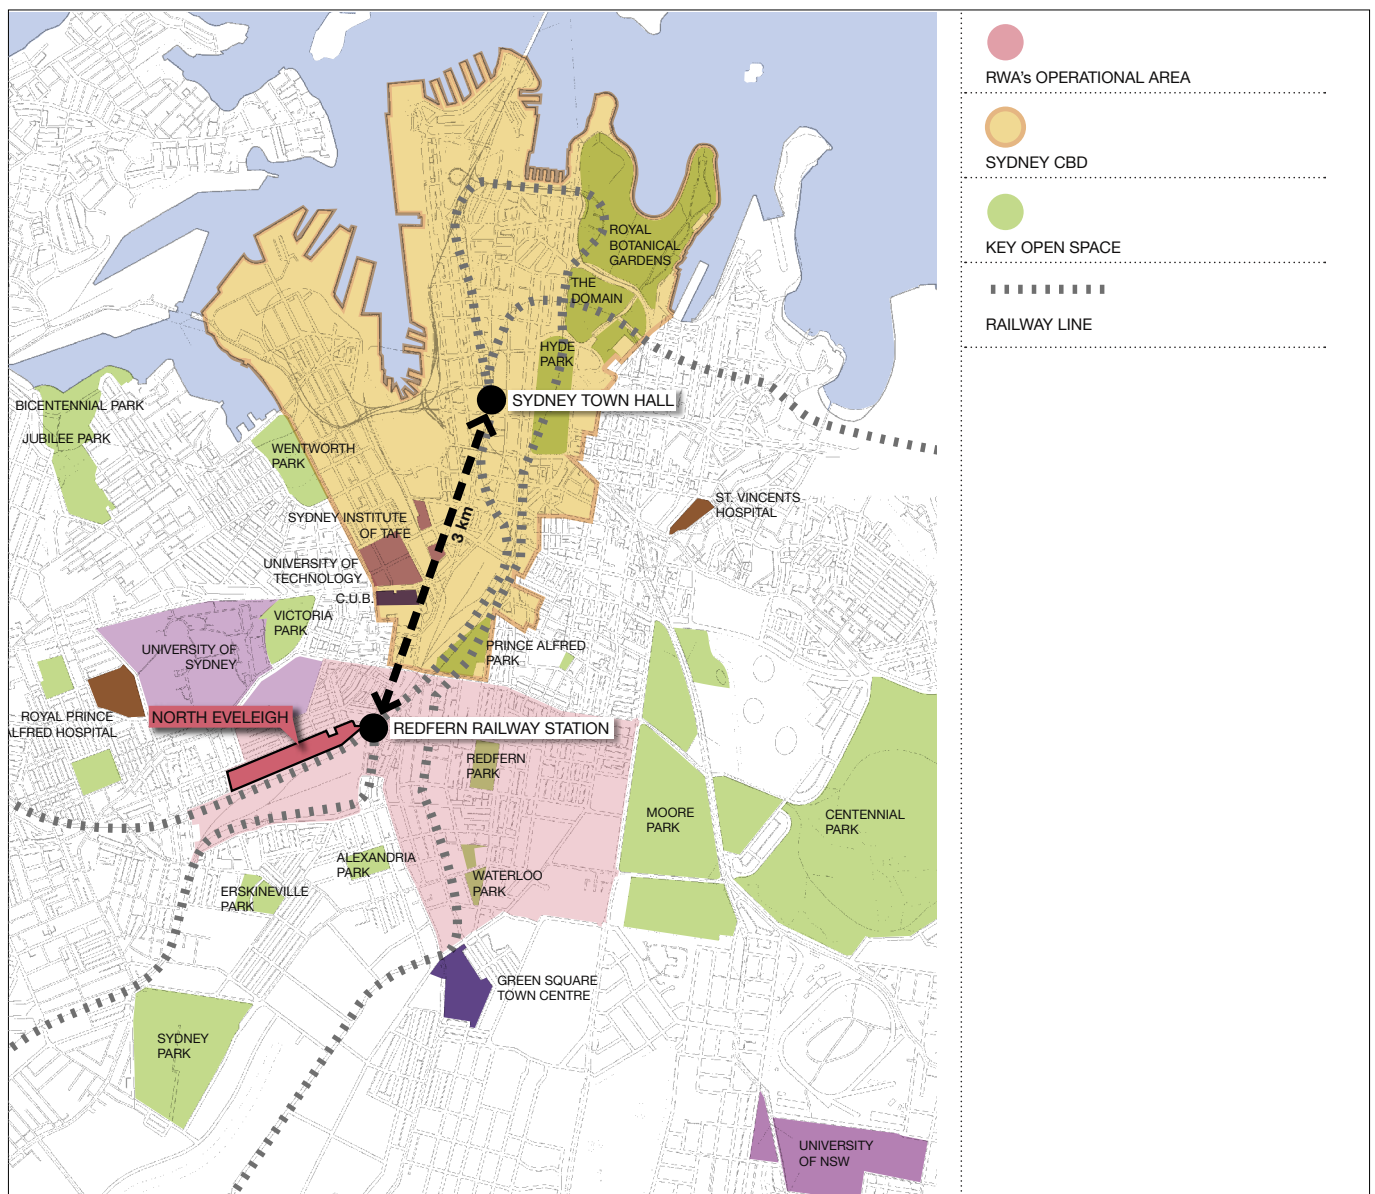 RWA's OPERATIONAL AREA
SYDNEY CBD
KEY OPEN SPACE
RAILWAY LINE
ROYAL
BOTANICAL
GARDENS
THE
DOMAIN
HYDE
PARK
BICENTENNIAL PARK
JUBILEE PARK
SYDNEY TOWN HALL
WENTWORTH
PARK
ST. VINCENTS
HOSPITAL
SYDNEY INSTITUTE
OF TAFE
3 km
UNIVERSITY OF
TECHNOLOGY
C.U.B.
VICTORIA
PARK
UNIVERSITY OF
SYDNEY
PRINCE ALFRED
PARK
ROYAL PRINCE
ALFRED HOSPITAL
NORTH EVELEIGH
REDFERN RAILWAY STATION
REDFERN
PARK
MOORE
PARK
CENTENNIAL
PARK
ALEXANDRIA
PARK
WATERLOO
PARK
ERSKINEVILLE
PARK
GREEN SQUARE
TOWN CENTRE
SYDNEY
PARK
UNIVERSITY
OF NSW